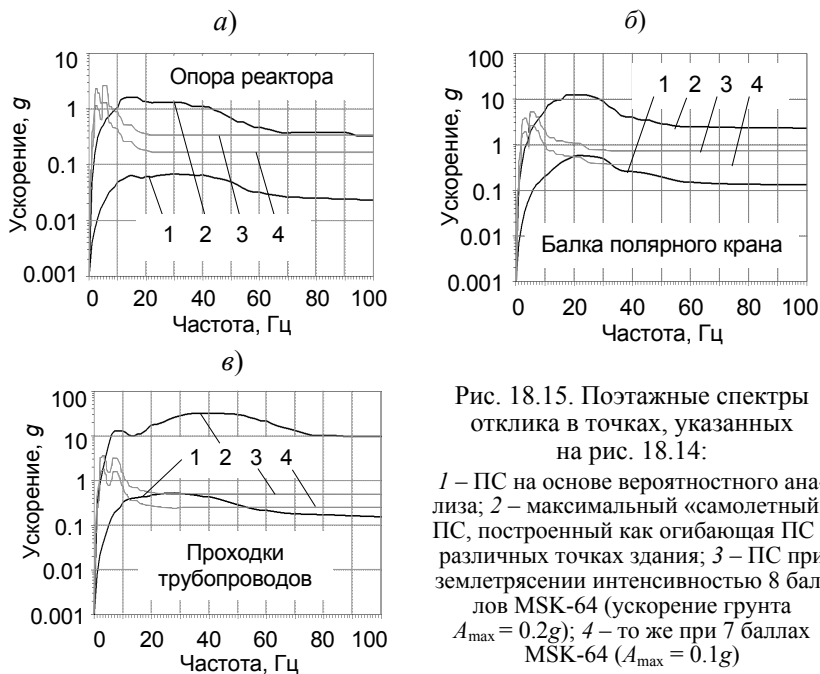 а)
Ускорение, g
10
1
0.1
0.01
0.001
Опора реактора
1 2 3 4
0 20 40 60 80 100
Частота, Гц
б)
Ускорение, g
100
10
1
0.1
0.01
0.001
1 2 3 4
Балка полярного крана
0 20 40 60 80 100
Частота, Гц
в)
Ускорение, g
100
10
1
0.1
0.01
0.001
1 2 3 4
Проходки
трубопроводов
0 20 40 60 80 100
Частота, Гц
Рис. 18.15. Поэтажные спектры
отклика в точках, указанных
на рис. 18.14:
1 – ПС на основе вероятностного ана-
лиза; 2 – максимальный «самолетный»
ПС, построенный как огибающая ПС
различных точках здания; 3 – ПС при
землетрясении интенсивностью 8 бал
лов MSK-64 (ускорение грунта
Amax = 0.2g); 4 – то же при 7 баллах
MSK-64 (Amax = 0.1g)